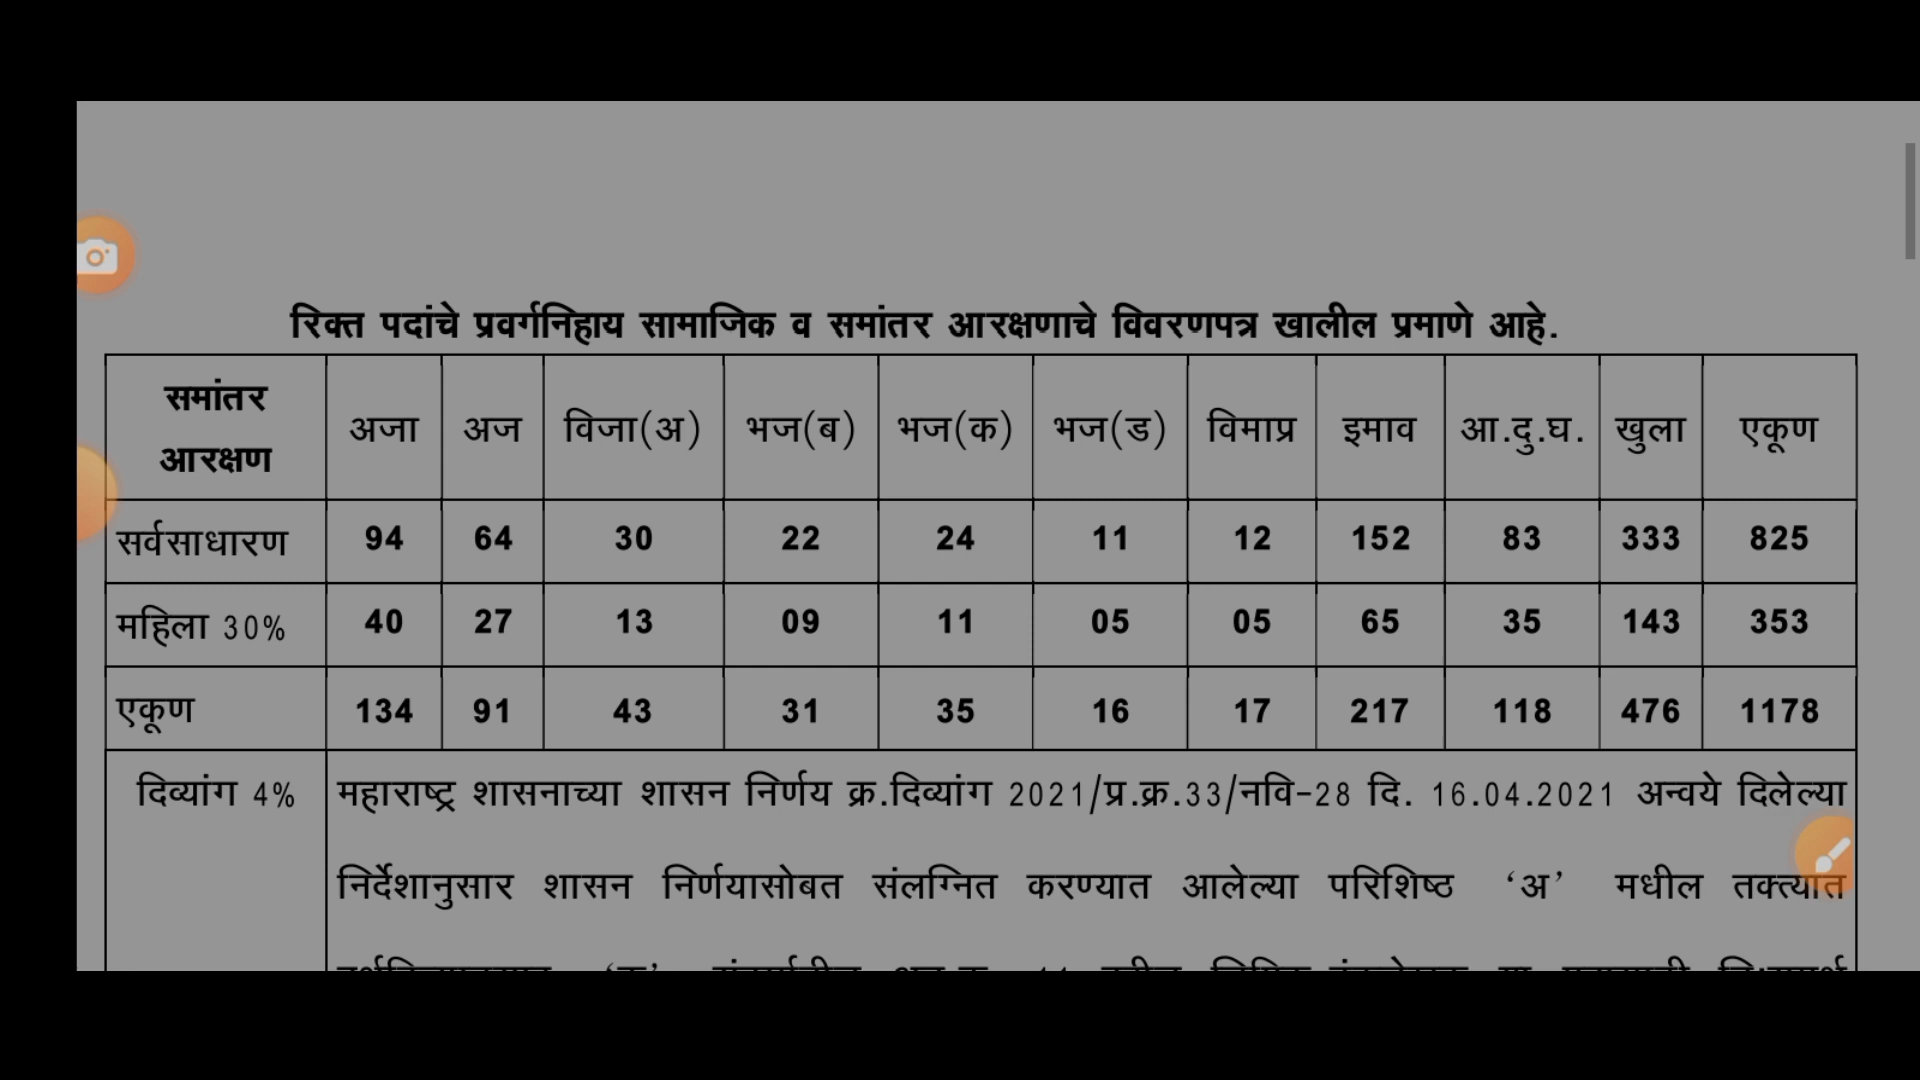 रिक्त पदांचे प्रवर्गनिहाय सामाजिक व समांतर आरक्षणाचे विवरणपत्र खालील प्रमाणे आहे.
समांतर आरक्षण अजा अज विजा(अ) भज(ब) भज(क) भज(ड) विमाप्र इमाव आ.दु.घ. खुला एकूण
सर्वसाधारण 94 64 30 22 24 11 12 152 83 333 825
महिला 30% 40 27 13 09 11 05 05 65 35 143 353
एकूण 134 91 43 31 35 16 17 217 118 476 1178
दिव्यांग 4% महाराष्ट्र शासनाच्या शासन निर्णय क्र.दिव्यांग 2021/प्र.क्र.33/नवि-28 दि. 16.04.2021 अन्वये दिलेल्या
निर्देशानुसार शासन निर्णयासोबत संलग्नित करण्यात आलेल्या परिशिष्ठ ‘अ’ मधील तक्त्यात